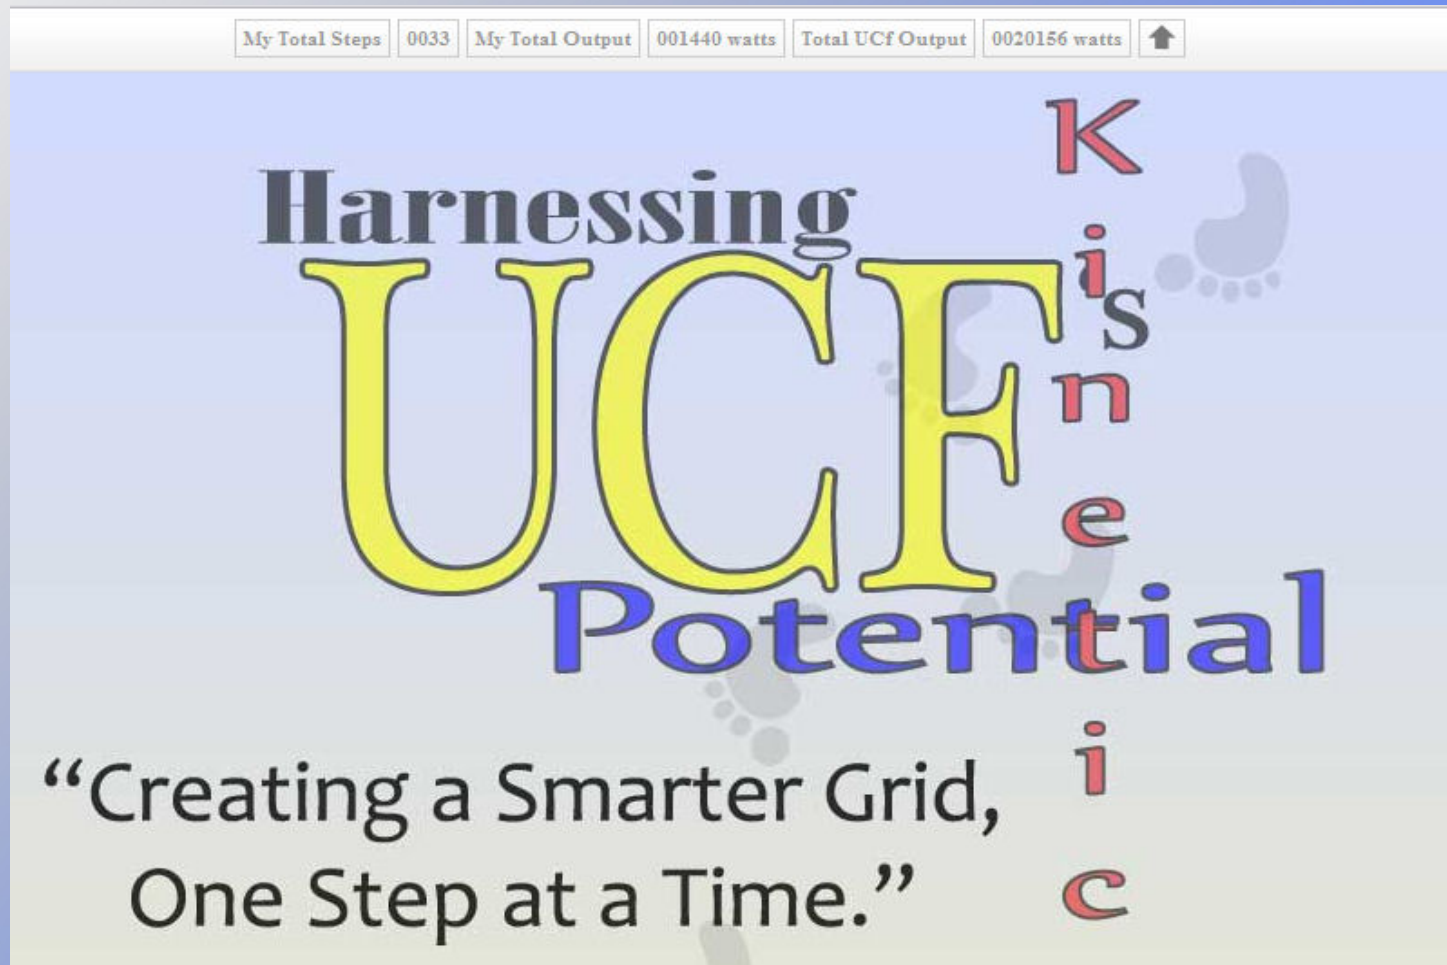 My Total Steps 0033 My Total Output 001440 watts Total UCf Output 0020156 watts
Harnessing
UCF's
Kinetic
Potential
“Creating a Smarter Grid,
One Step at a Time.”